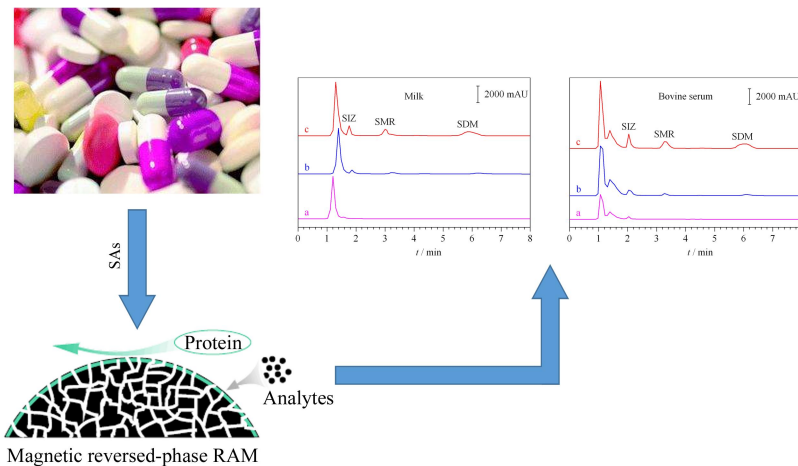 Milk
2000 mAU
SIZ
SMR
SDM
c
b
a
0 1 2 3 4 5 6 7 8
t / min
Bovine serum
2000 mAU
SIZ
SMR
SDM
c
b
a
0 1 2 3 4 5 6 7
t / min
SAs
Protein
Analytes
Magnetic reversed-phase RAM